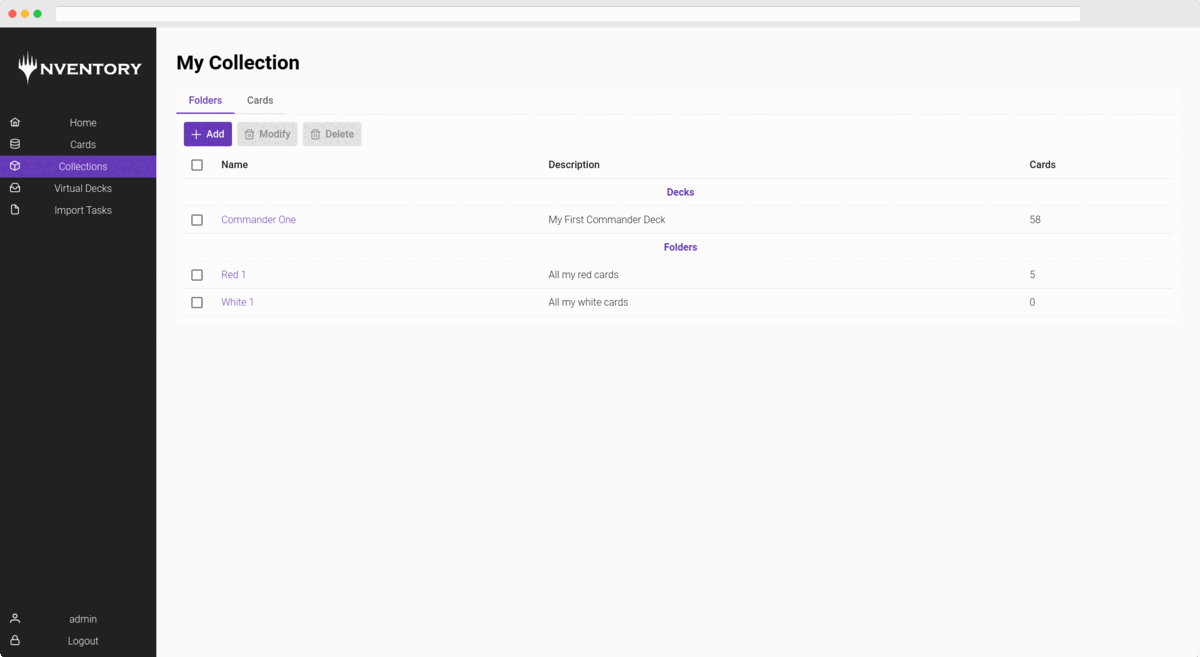 NVENTORY
Home
Cards
Collections
Virtual Decks
Import Tasks
admin
Logout
My Collection
Folders Cards
Add Modify Delete
Name Description Cards
Decks
Commander One My First Commander Deck 58
Folders
Red 1 All my red cards 5
White 1 All my white cards 0